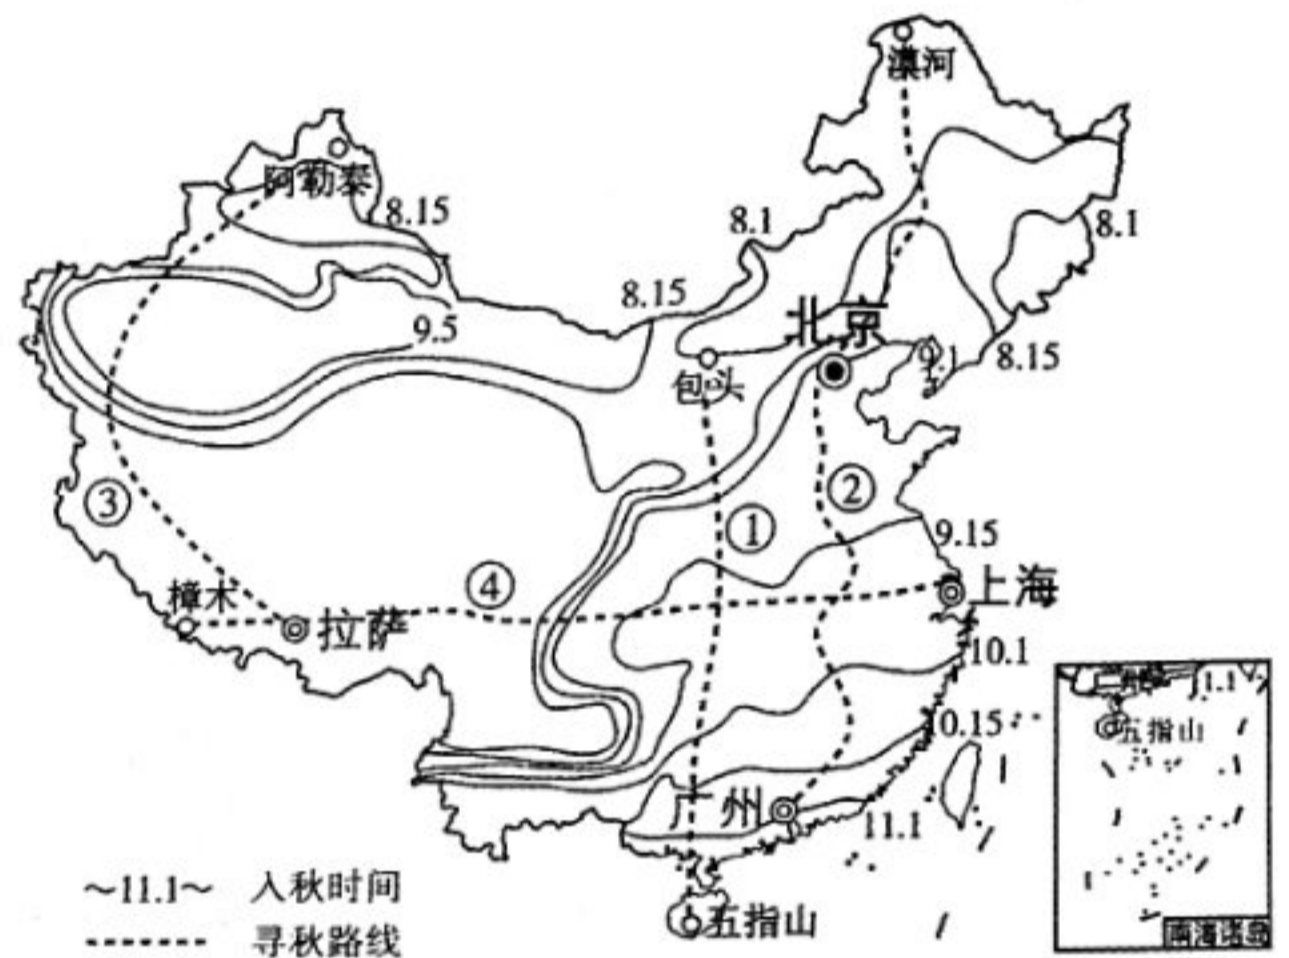 漠河
阿勒泰
8.15
8.1
8.1
8.15
9.5
北京
9.1
8.15
包头
③
②
①
9.15
④
上海
樟木
拉萨
10.1
11.1
五指山
10.15
广州
11.1
～11.1～ 入秋时间
寻秋路线
五指山
南海诸岛